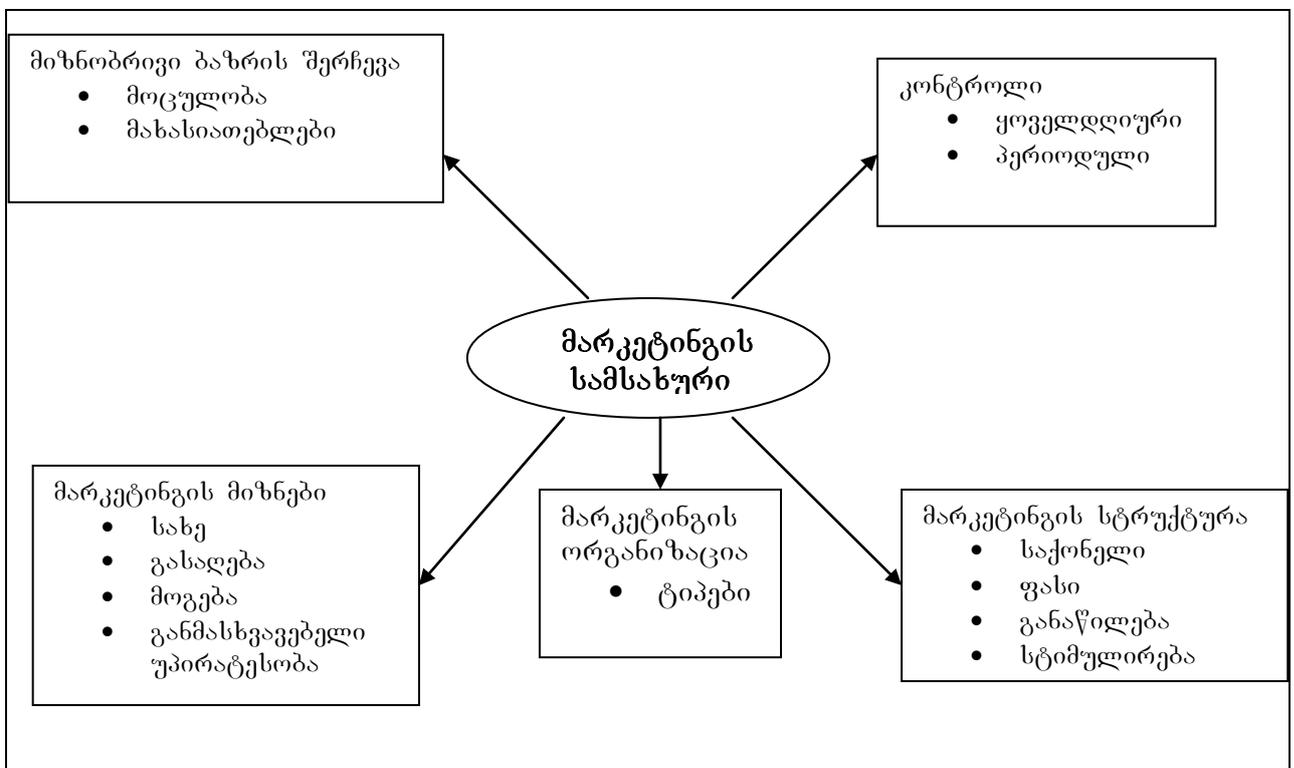 მიზნობრივი ბაზრის შერჩევა
• მოცულობა
• მახასიათებლები
კონტროლი
• ყოველდღიური
• პერიოდული
მარკეტინგის
სამსახური
მარკეტინგის მიზნები
• სახე
• გასაღება
• მოგება
• განმასხვავებელი
უპირატესობა
მარკეტინგის
ორგანიზაცია
• ტიპები
მარკეტინგის სტრუქტურა
• საქონელი
• ფასი
• განაწილება
• სტიმულირება